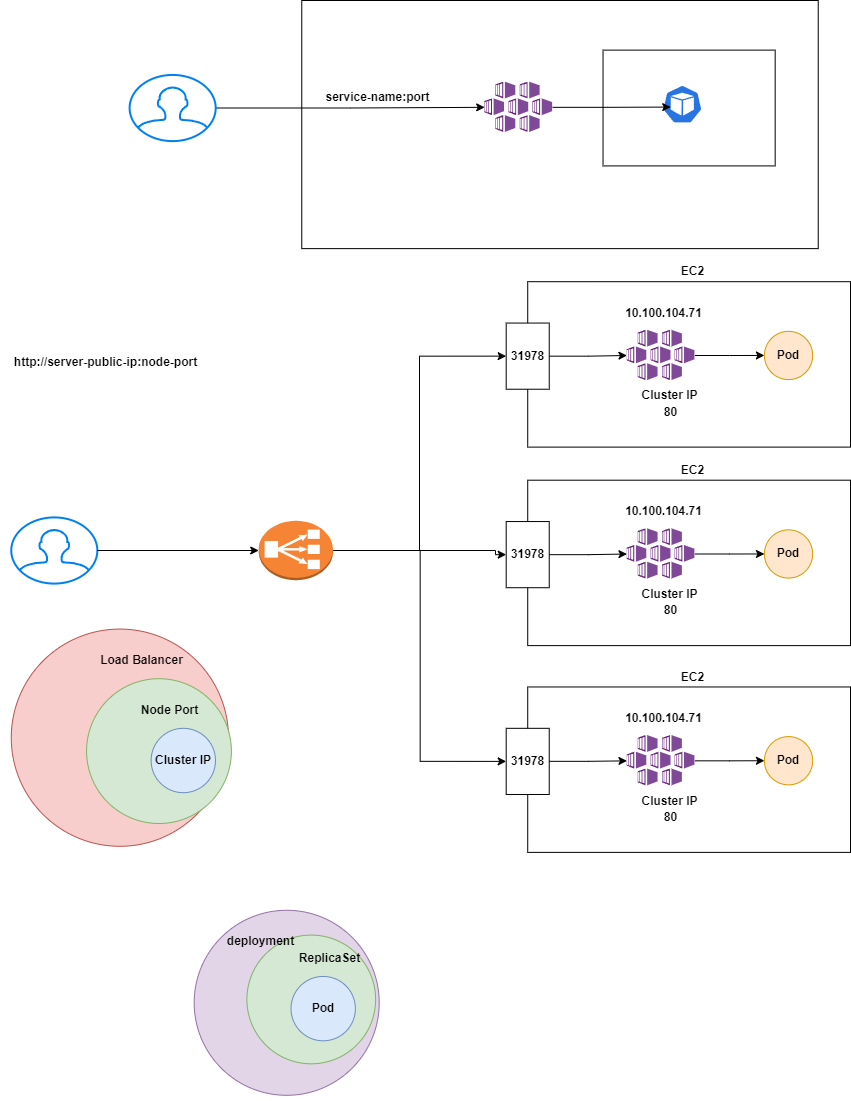 service-name:port
EC2
10.100.104.71
http://server-public-ip:node-port
31978
Pod
Cluster IP
80
EC2
10.100.104.71
31978
Pod
Cluster IP
80
Load Balancer
Node Port
Cluster IP
EC2
10.100.104.71
31978
Pod
Cluster IP
80
deployment
ReplicaSet
Pod